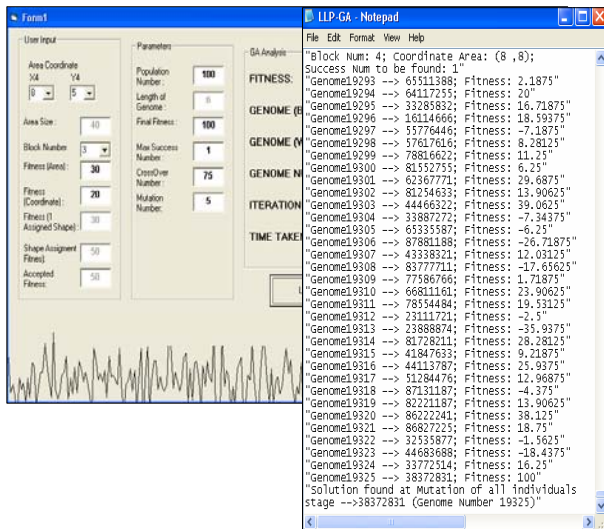 Form1
User Input
Area Coordinate
X4 Y4
8 5
Area Size : 40
Block Number 3
Fitness (Area) : 30
Fitness
(Coordinate) : 20
Fitness (1
Assigned Shape) : 30
Shape Assigment
Fitnes): 50
Accepted
Fitness: 50
Parameters
Population
Number : 100
Length of
Genome : 8
Final Fitness : 100
Max Success
Number: 1
CrossOver
Number: 75
Mutation
Number: 5
GA Analysis
FITNESS:
GENOME (B
GENOME (W
GENOME N
ITERATION
TIME TAKE
LLP-GA - Notepad
File Edit Format View Help
"Block Num: 4; Coordinate Area: (8 ,8);
Success Num to be found: 1"
"Genome19293 --> 65511388; Fitness: 2.1875"
"Genome19294 --> 64117255; Fitness: 20"
"Genome19295 --> 33285832; Fitness: 16.71875"
"Genome19296 --> 16114666; Fitness: 18.59375"
"Genome19297 --> 55776446; Fitness: -7.1875"
"Genome19298 --> 57617616; Fitness: 8.28125"
"Genome19299 --> 78816622; Fitness: 11.25"
"Genome19300 --> 81552755; Fitness: 6.25"
"Genome19301 --> 62367771; Fitness: 29.6875"
"Genome19302 --> 81254633; Fitness: 13.90625"
"Genome19303 --> 44466322; Fitness: 39.0625"
"Genome19304 --> 33887272; Fitness: -7.34375"
"Genome19305 --> 65335587; Fitness: -6.25"
"Genome19306 --> 87881188; Fitness: -26.71875"
"Genome19307 --> 43338321; Fitness: 12.03125"
"Genome19308 --> 83777711; Fitness: -17.65625"
"Genome19309 --> 77586766; Fitness: 1.71875"
"Genome19310 --> 66811161; Fitness: 23.90625"
"Genome19311 --> 78554484; Fitness: 19.53125"
"Genome19312 --> 23111721; Fitness: -2.5"
"Genome19313 --> 23888874; Fitness: -35.9375"
"Genome19314 --> 81728211; Fitness: 28.28125"
"Genome19315 --> 41847633; Fitness: 9.21875"
"Genome19316 --> 44113787; Fitness: 25.9375"
"Genome19317 --> 51284476; Fitness: 12.96875"
"Genome19318 --> 87131187; Fitness: -4.375"
"Genome19319 --> 82221187; Fitness: 13.90625"
"Genome19320 --> 86222241; Fitness: 38.125"
"Genome19321 --> 86827225; Fitness: 18.75"
"Genome19322 --> 32535877; Fitness: -1.5625"
"Genome19323 --> 44683688; Fitness: -18.4375"
"Genome19324 --> 33772514; Fitness: 16.25"
"Genome19325 --> 38372831; Fitness: 100"
"Solution found at Mutation of all individuals
stage -->38372831 (Genome Number 19325)"